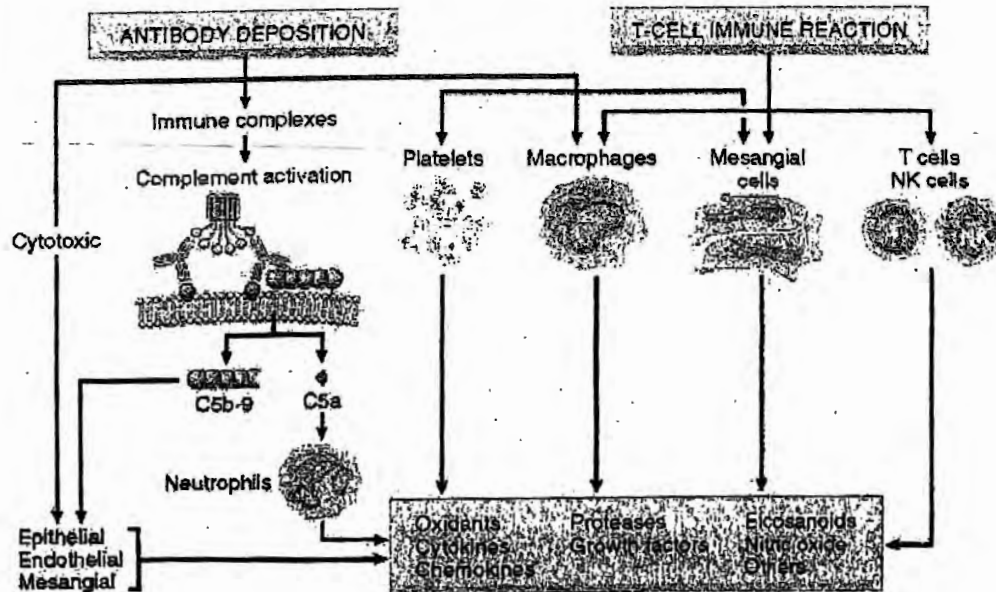 ANTIBODY DEPOSITION
T-CELL IMMUNE REACTION
Immune complexes
Complement activation
Platelets
Macrophages
Mesangial
cells
T cells
NK cells
Cytotoxic
C5b-9
C5a
Neutrophils
Epithelial
Endothelial
Mesangial
Oxidants
Cytokines
Chemokines
Proteases
Growth factors
Eicosanoids
Nitric oxide
Others